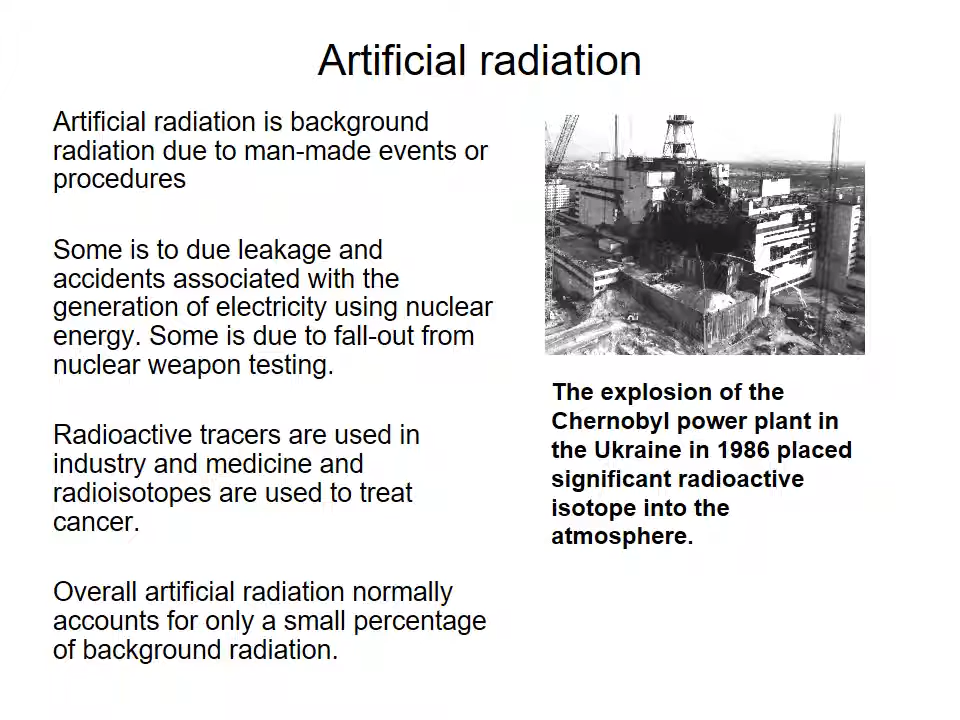 Artificial radiation
Artificial radiation is background
radiation due to man-made events or
procedures
Some is to due leakage and
accidents associated with the
generation of electricity using nuclear
energy. Some is due to fall-out from
nuclear weapon testing.
Radioactive tracers are used in
industry and medicine and
radioisotopes are used to treat
cancer.
Overall artificial radiation normally
accounts for only a small percentage
of background radiation.
The explosion of the
Chernobyl power plant in
the Ukraine in 1986 placed
significant radioactive
isotope into the
atmosphere.